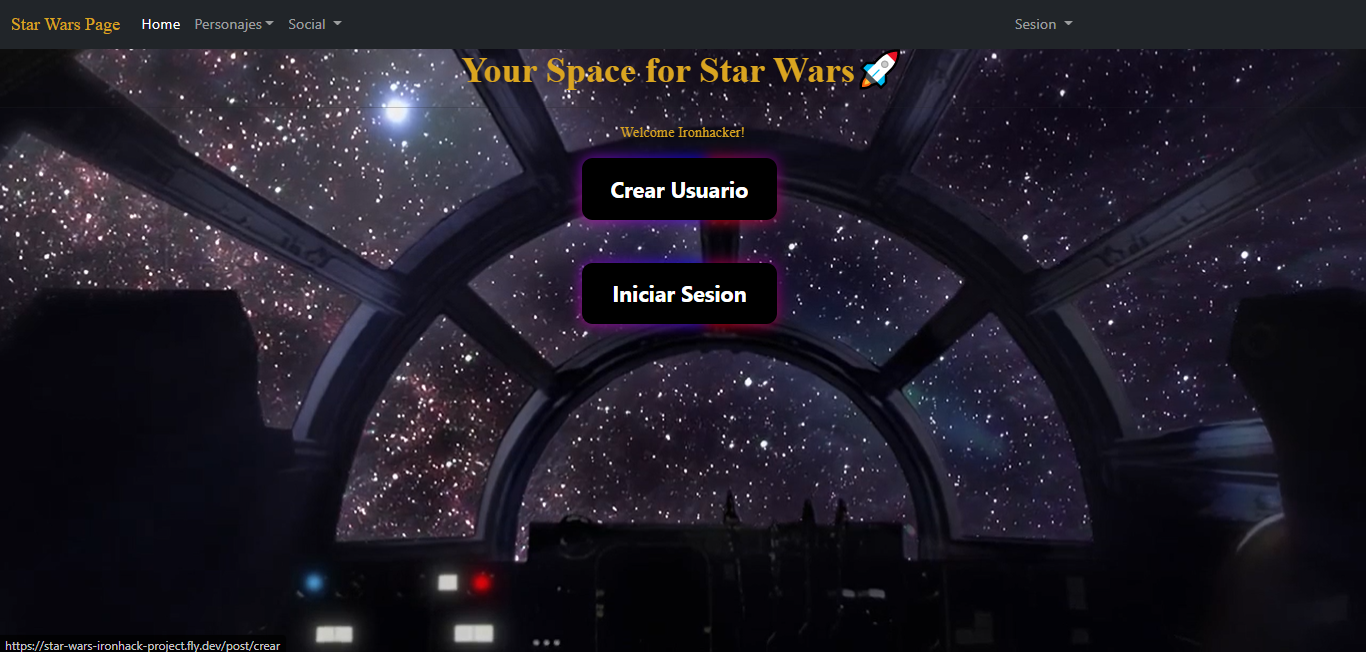 Star Wars Page Home Personajes Social Sesion
Your Space for Star Wars🚀
Welcome Ironhacker!
Crear Usuario
Iniciar Sesion
https://star-wars-ironhack-project.fly.dev/post/crear